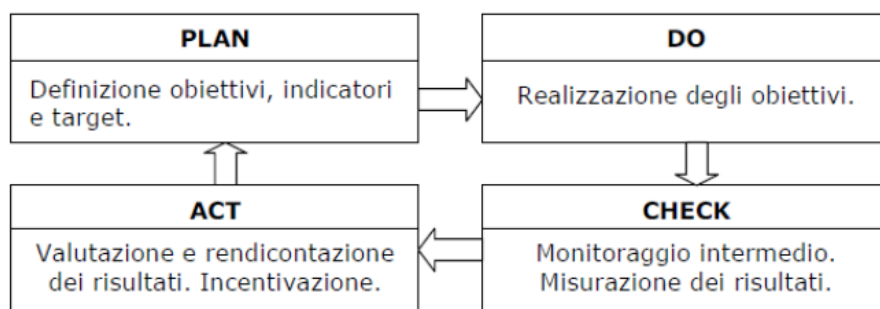 PLAN
Definizione obiettivi, indicatori
e target.
DO
Realizzazione degli obiettivi.
ACT
Valutazione e rendicontazione
dei risultati. Incentivazione.
CHECK
Monitoraggio intermedio.
Misurazione dei risultati.